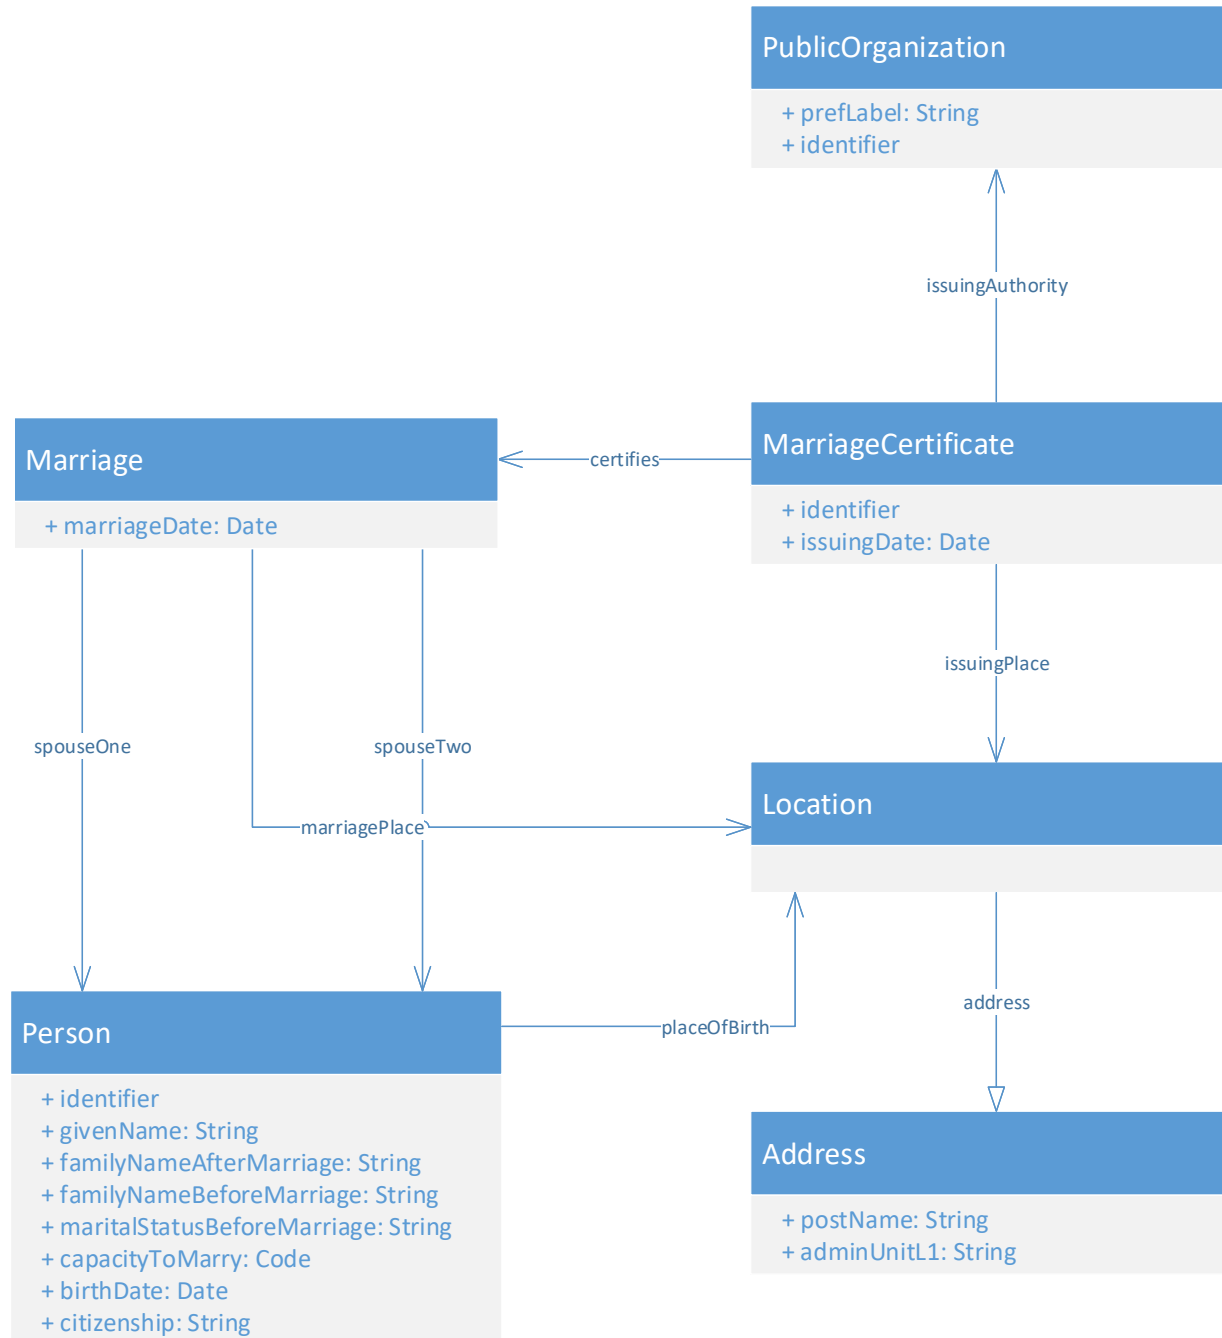 PublicOrganization
+ prefLabel: String
+ identifier
issuingAuthority
Marriage
+ marriageDate: Date
certifies
MarriageCertificate
+ identifier
+ issuingDate: Date
issuingPlace
spouseOne
spouseTwo
marriagePlace
Location
placeOfBirth
address
Person
+ identifier
+ givenName: String
+ familyNameAfterMarriage: String
+ familyNameBeforeMarriage: String
+ maritalStatusBeforeMarriage: String
+ capacityToMarry: Code
+ birthDate: Date
+ citizenship: String
Address
+ postName: String
+ adminUnitL1: String